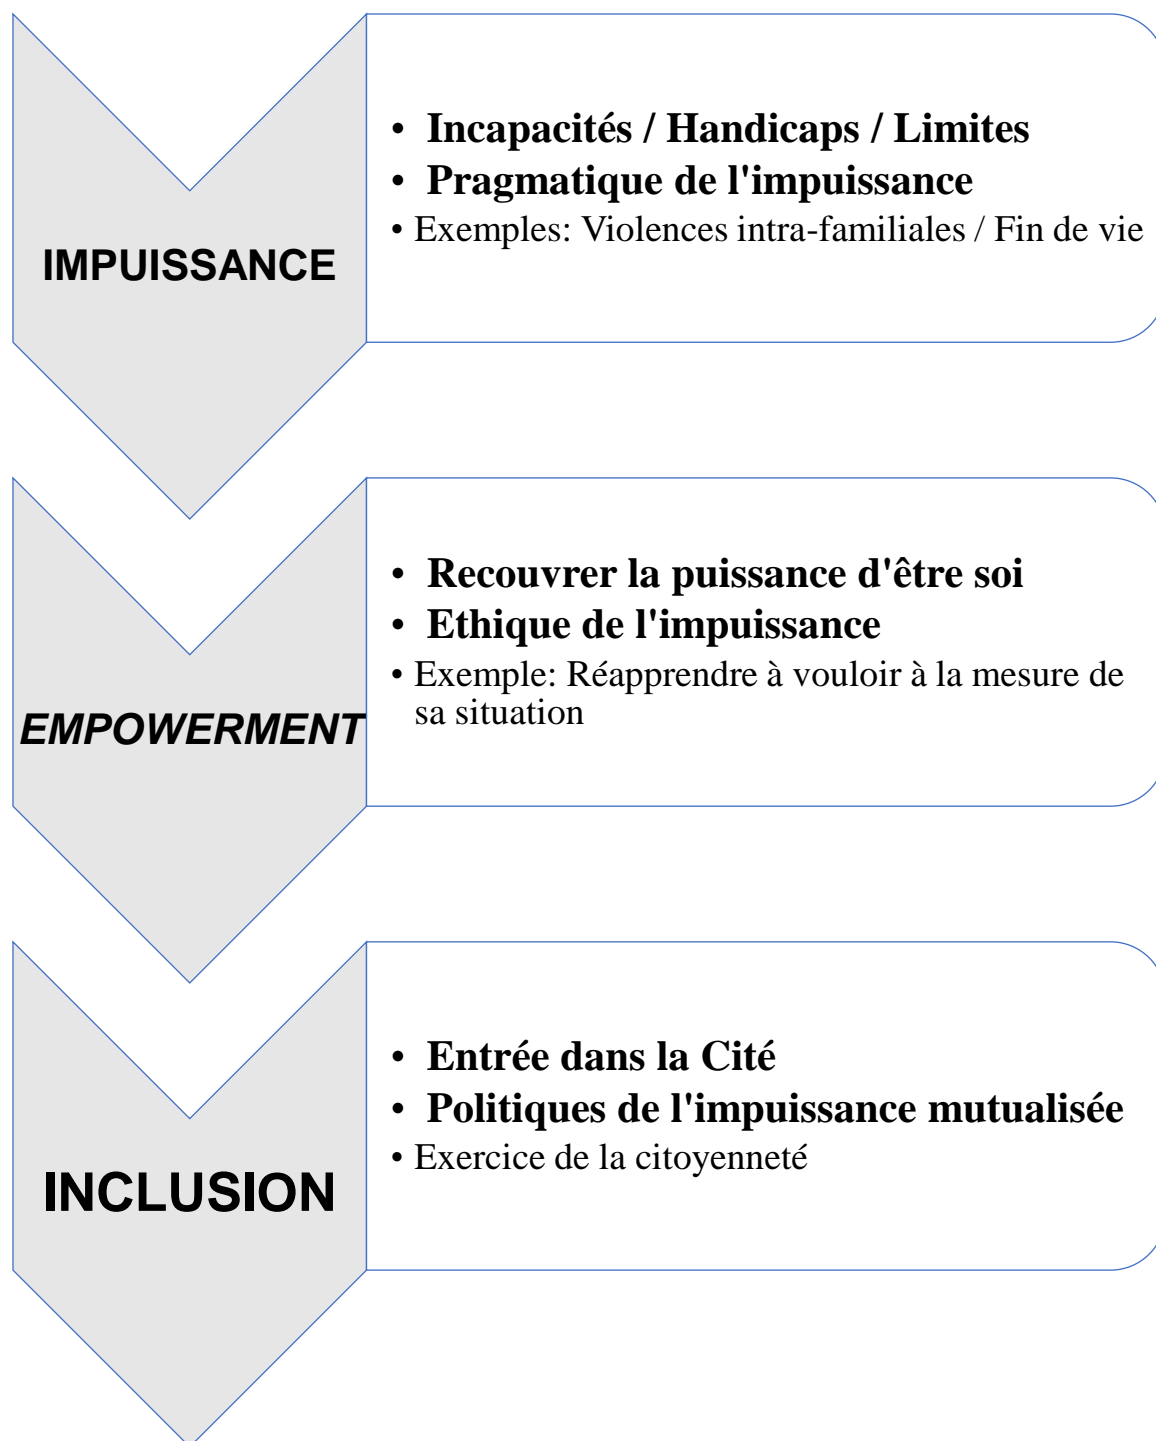 IMPUISSANCE
• Incapacités / Handicaps / Limites
• Pragmatique de l'impuissance
• Exemples: Violences intra-familiales / Fin de vie
EMPOWERMENT
• Recouvrer la puissance d'être soi
• Ethique de l'impuissance
• Exemple: Réapprendre à vouloir à la mesure de
sa situation
INCLUSION
• Entrée dans la Cité
• Politiques de l'impuissance mutualisée
• Exercice de la citoyenneté